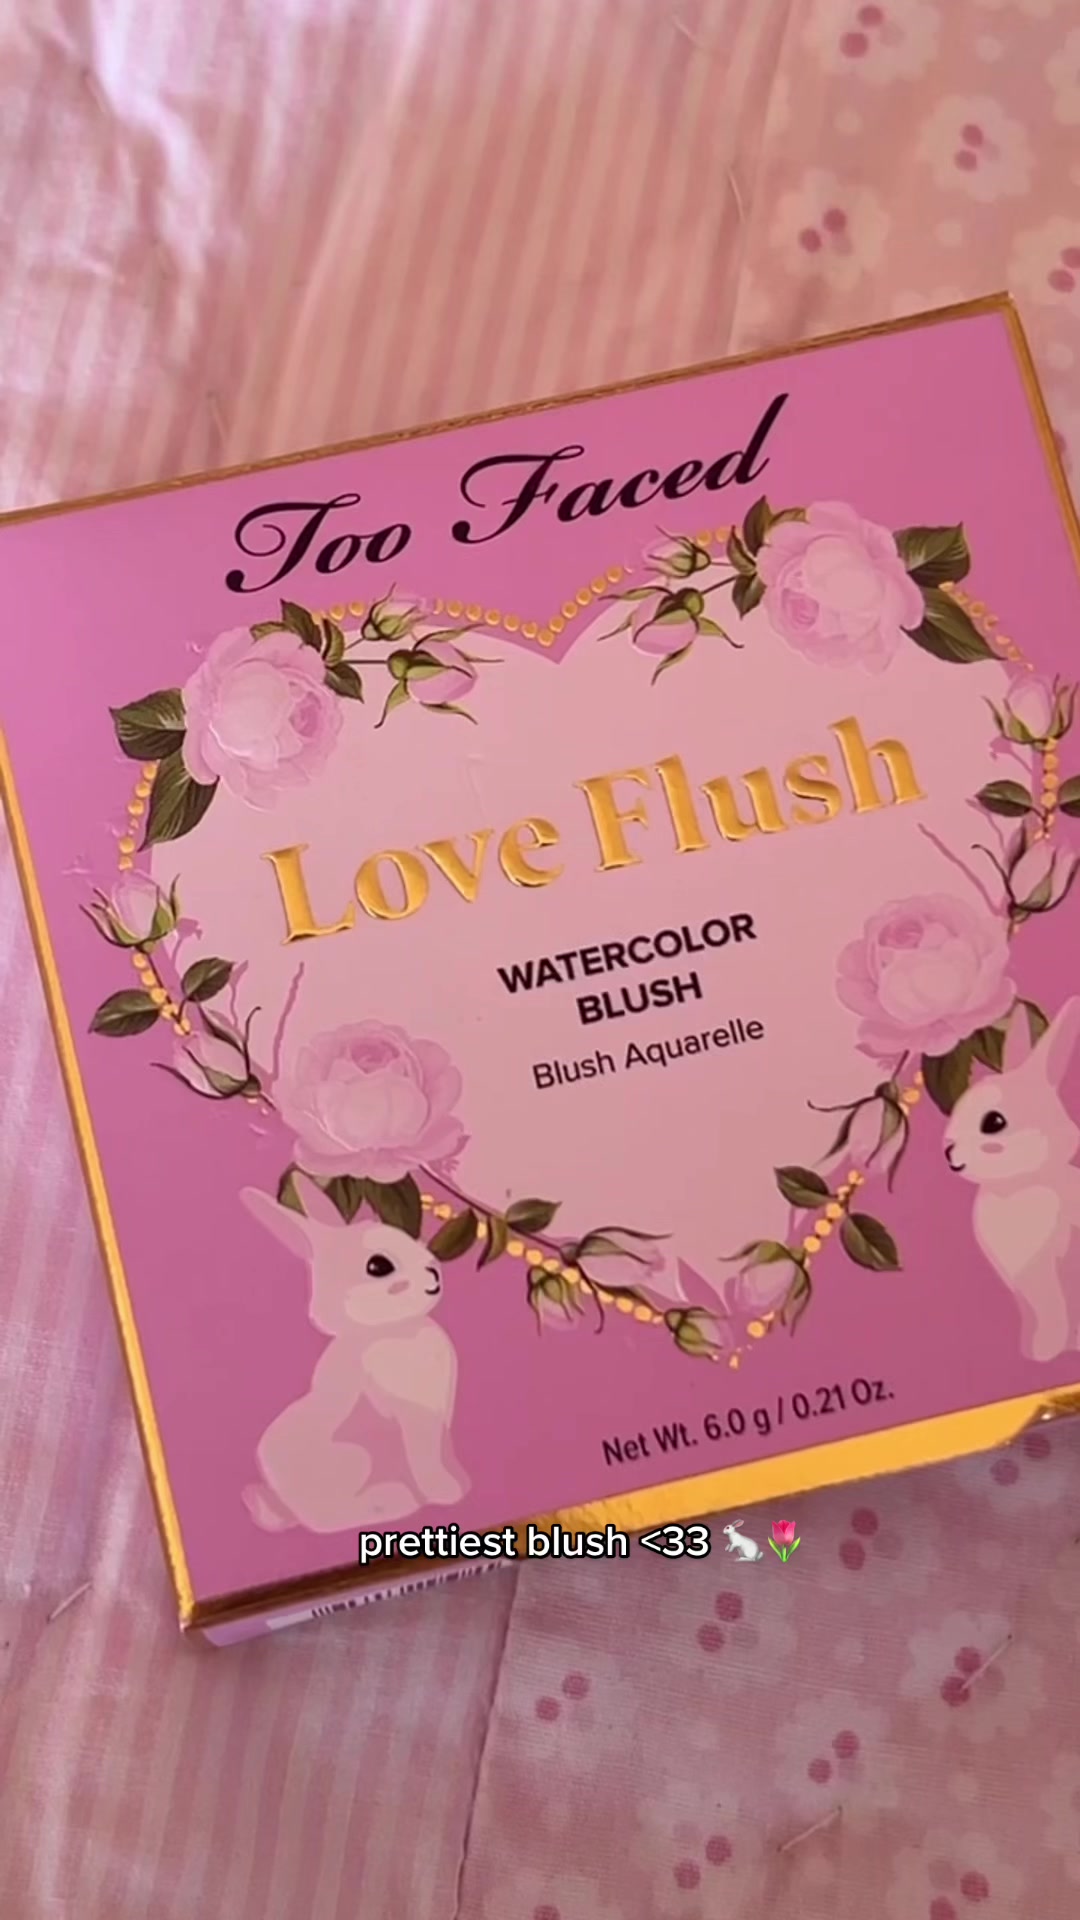 Too Faced
Love Flush
WATERCOLOR
BLUSH
Blush Aquarelle
Net Wt. 6.0 g / 0.21 Oz.
prettiest blush <33 🐇🌷